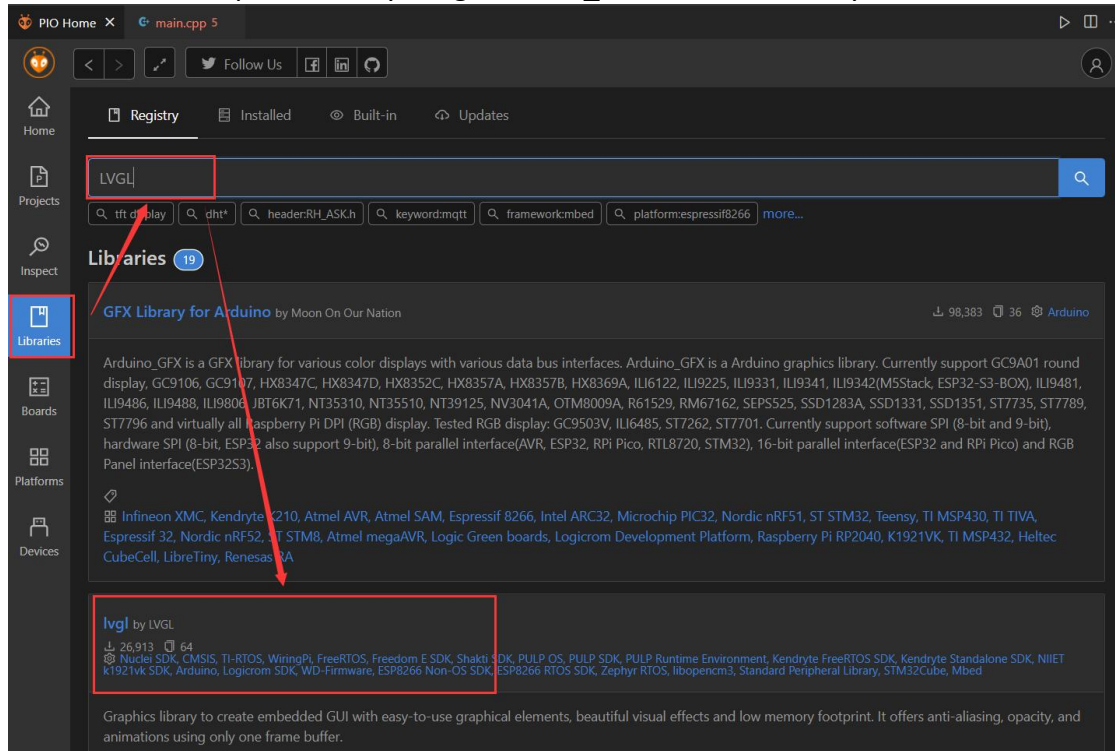 PIO Home
main.cpp 5
Follow Us
Home
Registry
Installed
Built-in
Updates
LVGL
Projects
tft display
dht*
header:RH_ASK.h
keyword:mqtt
framework:mbed
platform:espressif8266
more...
Inspect
Libraries 19
Libraries
GFX Library for Arduino by Moon On Our Nation
98,383 36 Arduino
Arduino_GFX is a GFX library for various color displays with various data bus interfaces. Arduino_GFX is a Arduino graphics library. Currently support GC9A01 round
display, GC9106, GC9107, HX8347C, HX8347D, HX8352C, HX8357A, HX8357B, HX8369A, ILI6122, ILI9225, ILI9331, ILI9341, ILI9342(M5Stack, ESP32-S3-BOX), ILI9481,
ILI9486, ILI9488, ILI9806, JBT6K71, NT35310, NT35510, NT39125, NV3041A, OTM8009A, R61529, RM67162, SEPS525, SSD1283A, SSD1331, SSD1351, ST7735, ST7789,
ST7796 and virtually all Raspberry Pi DPI (RGB) display. Tested RGB display: GC9503V, ILI6485, ST7262, ST7701. Currently support software SPI (8-bit and 9-bit),
hardware SPI (8-bit, ESP32 also support 9-bit), 8-bit parallel interface(AVR, ESP32, RPi Pico, RTL8720, STM32), 16-bit parallel interface(ESP32 and RPi Pico) and RGB
Panel interface(ESP32S3).
Boards
Platforms
Infineon XMC, Kendryte K210, Atmel AVR, Atmel SAM, Espressif 8266, Intel ARC32, Microchip PIC32, Nordic nRF51, ST STM32, Teensy, TI MSP430, TI TIVA,
Espressif 32, Nordic nRF52, ST STM8, Atmel megaAVR, Logic Green boards, Logicrom Development Platform, Raspberry Pi RP2040, K1921VK, TI MSP432, Heltec
CubeCell, LibreTiny, Renesas RA
Devices
lvgl by LVGL
26,913 64
Nuclei SDK, CMSIS, TI-RTOS, WiringPi, FreeRTOS, Freedom E SDK, Shakti SDK, PULP OS, PULP SDK, PULP Runtime Environment, Kendryte FreeRTOS SDK, Kendryte Standalone SDK, NIIET
k1921vk SDK, Arduino, Logicrom SDK, WD-Firmware, ESP8266 Non-OS SDK, ESP8266 RTOS SDK, Zephyr RTOS, libopencm3, Standard Peripheral Library, STM32Cube, Mbed
Graphics library to create embedded GUI with easy-to-use graphical elements, beautiful visual effects and low memory footprint. It offers anti-aliasing, opacity, and
animations using only one frame buffer.